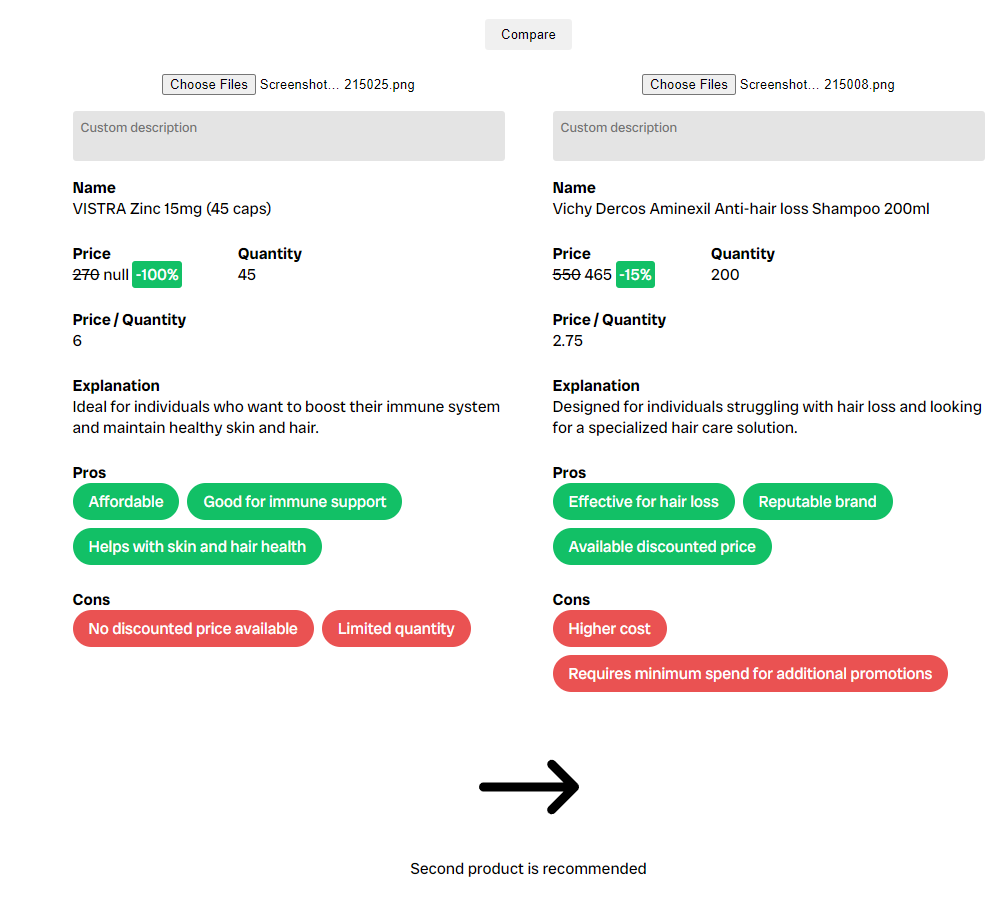 Compare
Choose Files Screenshot... 215025.png
Choose Files Screenshot... 215008.png
Custom description
Name
VISTRA Zinc 15mg (45 caps)
Price
Quantity
270 null -100%
45
Price / Quantity
6
Explanation
Ideal for individuals who want to boost their immune system
and maintain healthy skin and hair.
Pros
Affordable
Good for immune support
Helps with skin and hair health
Cons
No discounted price available
Limited quantity
Custom description
Name
Vichy Dercos Aminexil Anti-hair loss Shampoo 200ml
Price
Quantity
550 465 -15%
200
Price / Quantity
2.75
Explanation
Designed for individuals struggling with hair loss and looking
for a specialized hair care solution.
Pros
Effective for hair loss
Reputable brand
Available discounted price
Cons
Higher cost
Requires minimum spend for additional promotions
Second product is recommended